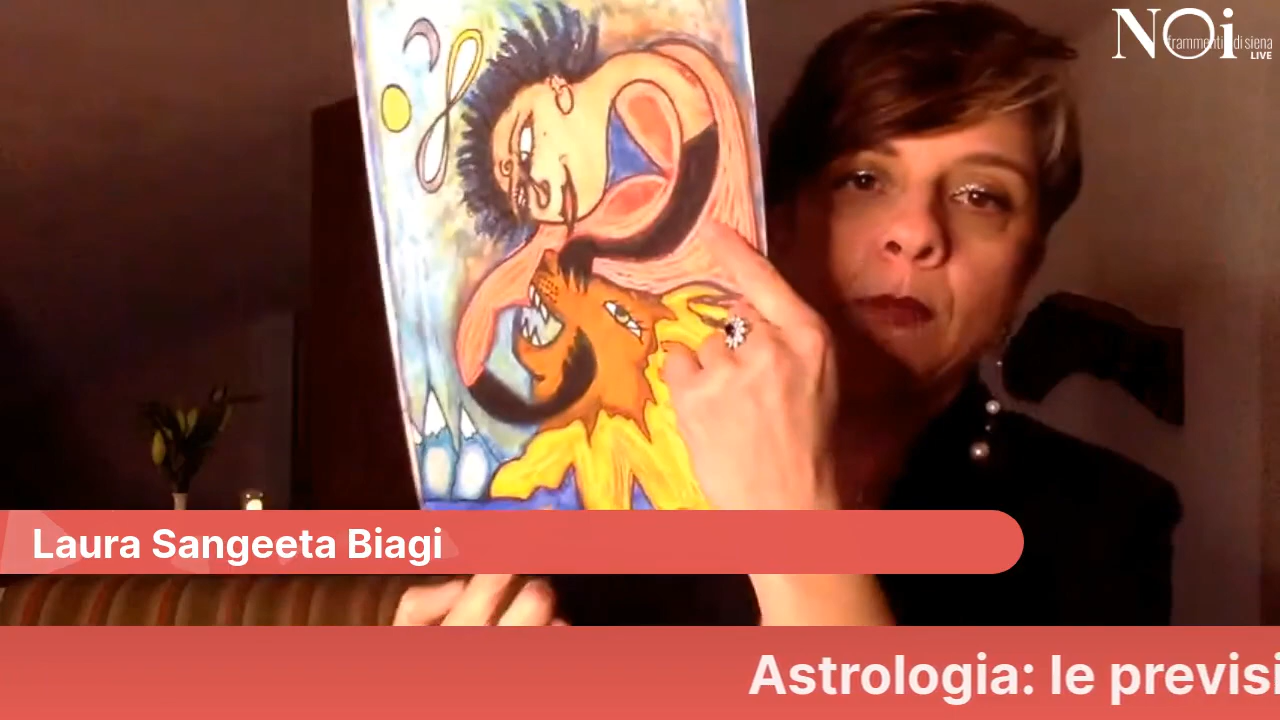 NOi
frammenti di siena
LIVE
Laura Sangeeta Biagi
Astrologia: le previsi